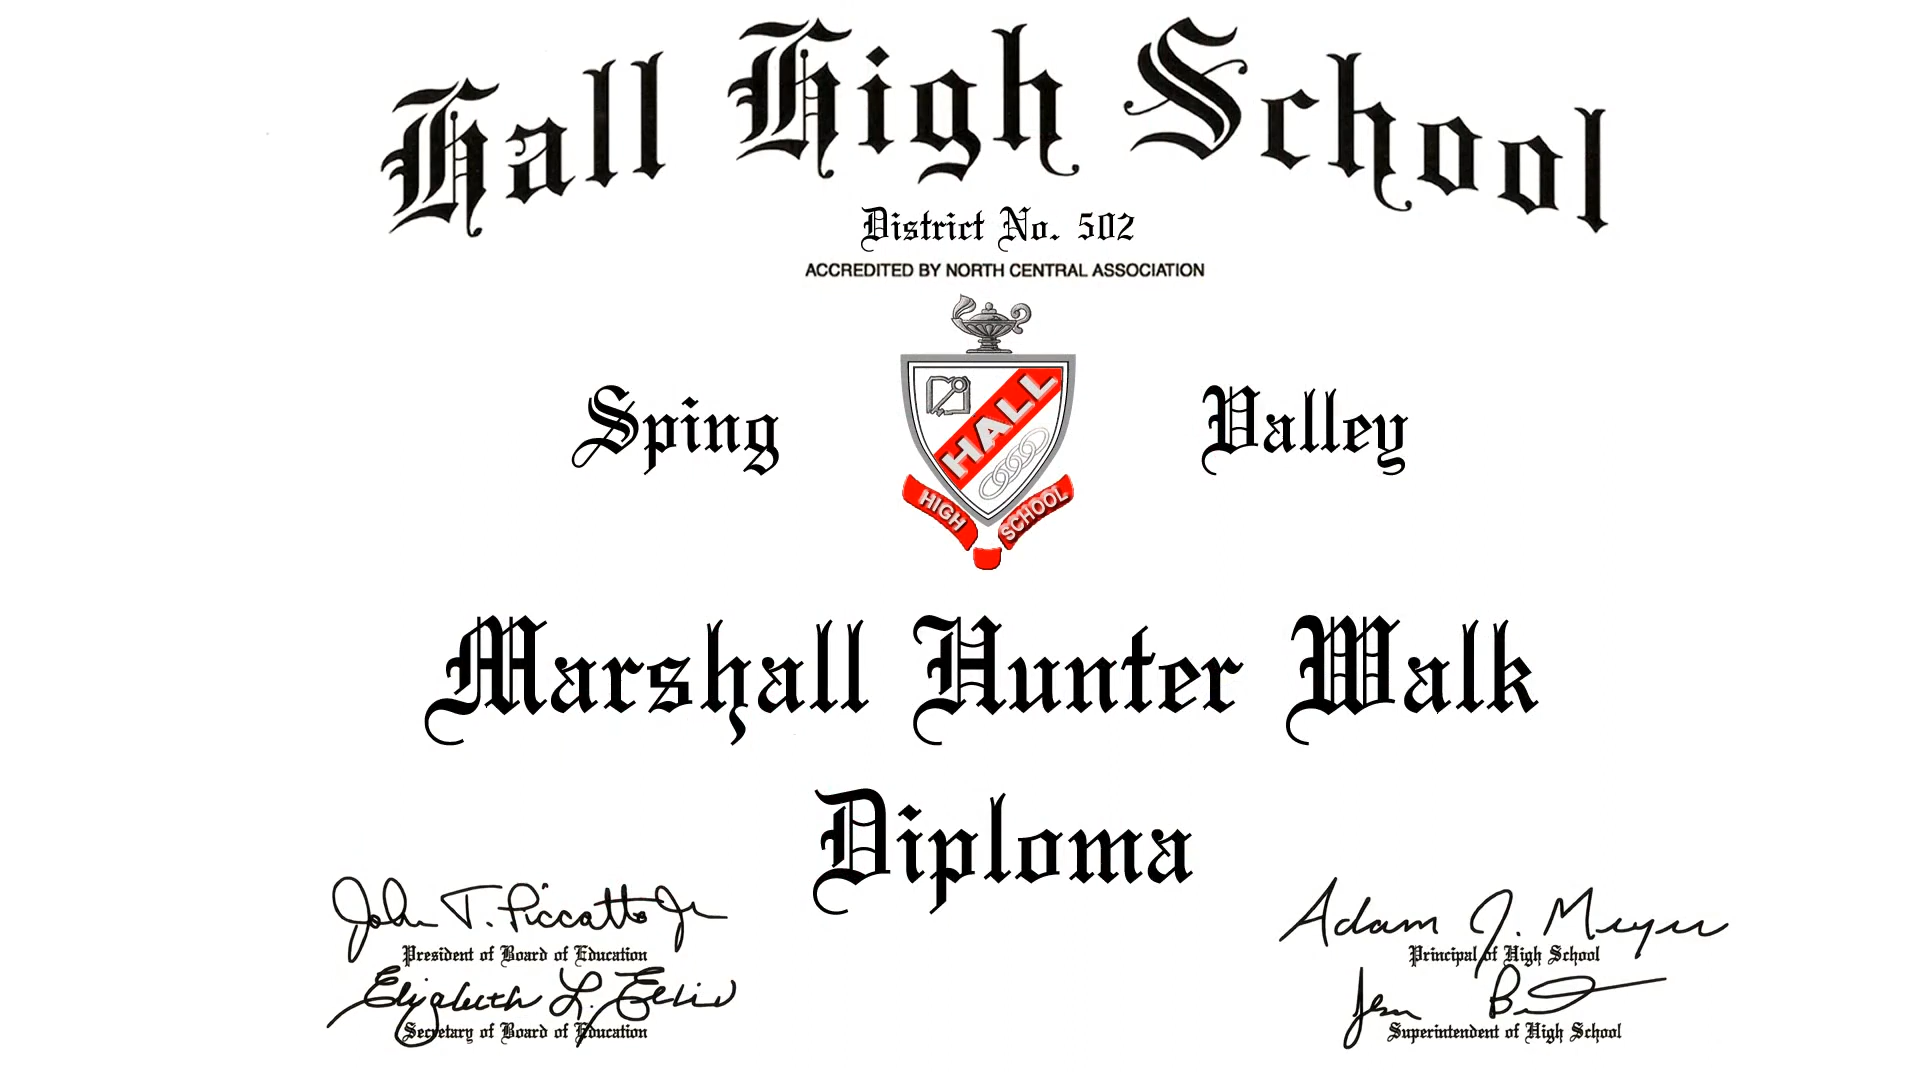 Hall High School
District No. 502
ACCREDITED BY NORTH CENTRAL ASSOCIATION
Sping Valley
HALL
HIGH SCHOOL
Marshall Hunter Walk
Diploma
John T. Piccatto Jr
President of Board of Education
Elizabeth L. Ellis
Secretary of Board of Education
Adam J. Meyer
Principal of High School
Superintendent of High School